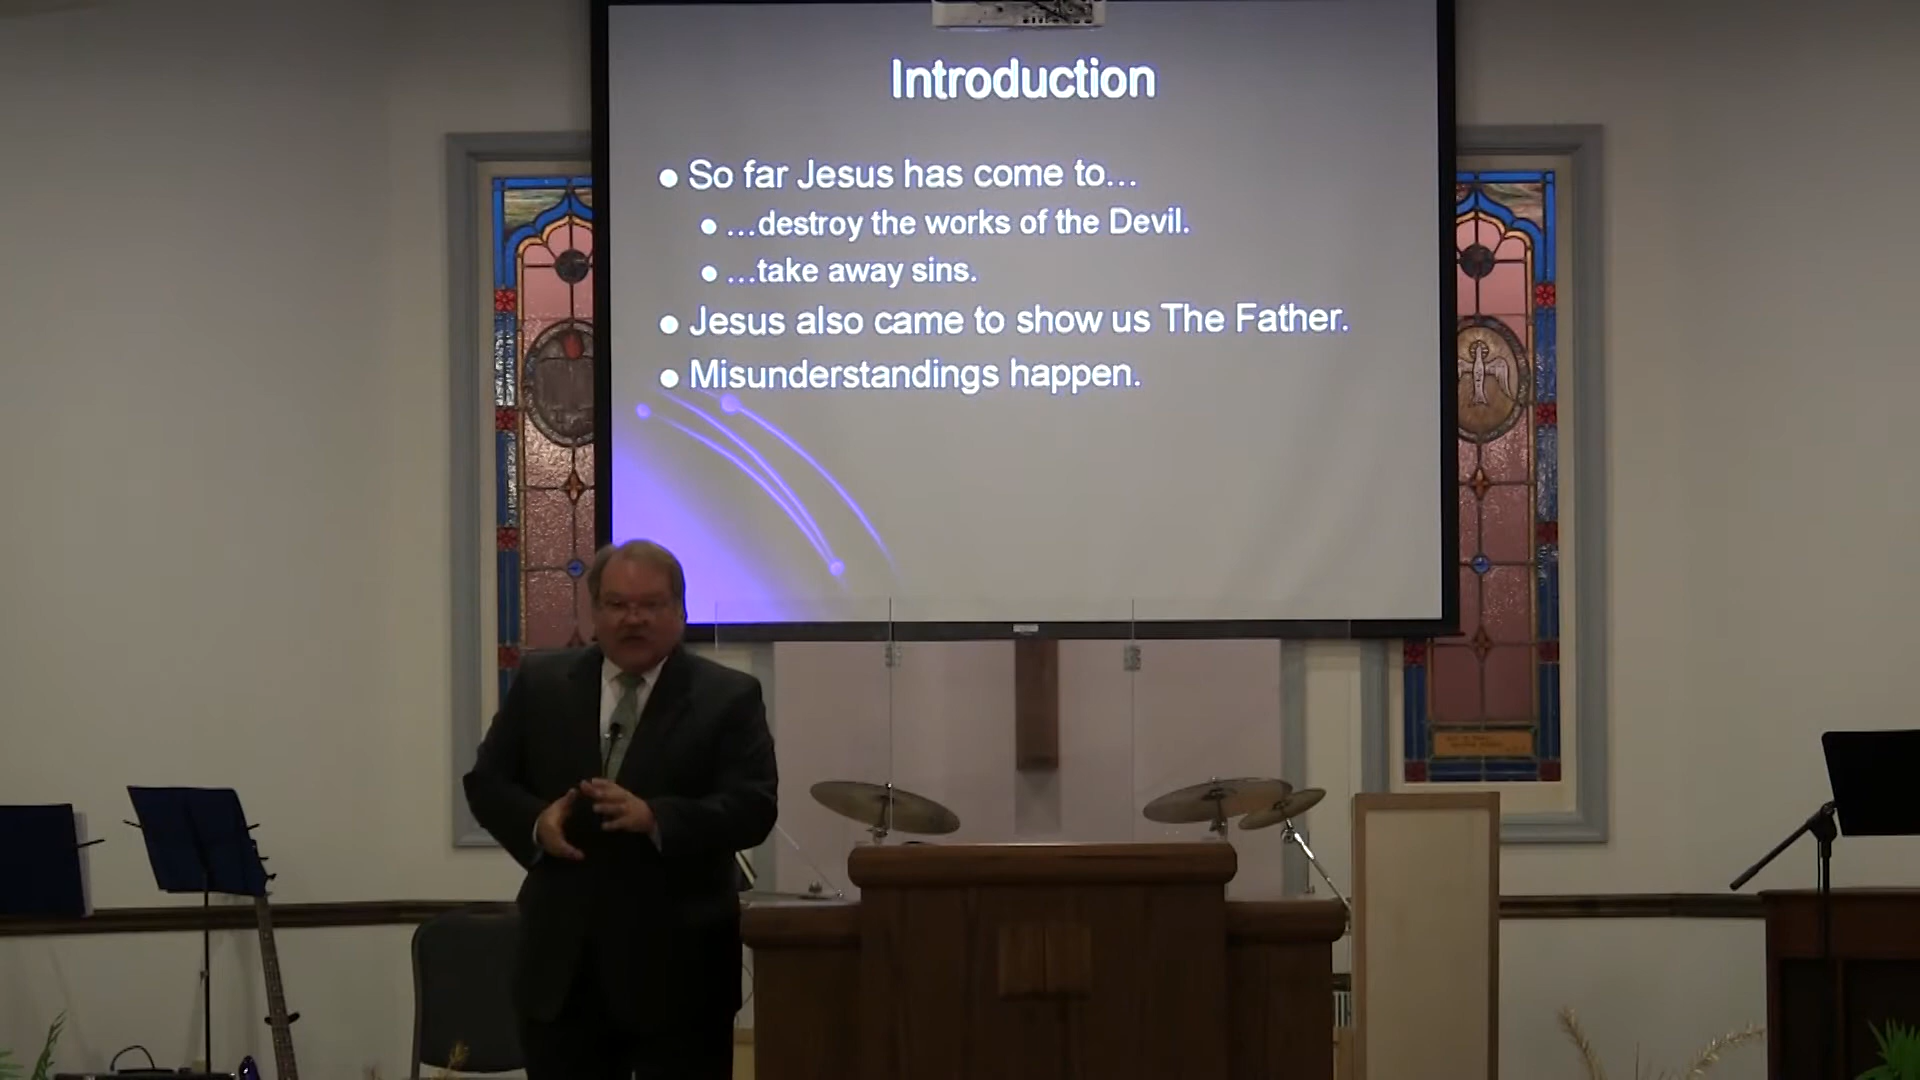 Introduction
So far Jesus has come to…
…destroy the works of the Devil.
…take away sins.
Jesus also came to show us The Father.
Misunderstandings happen.